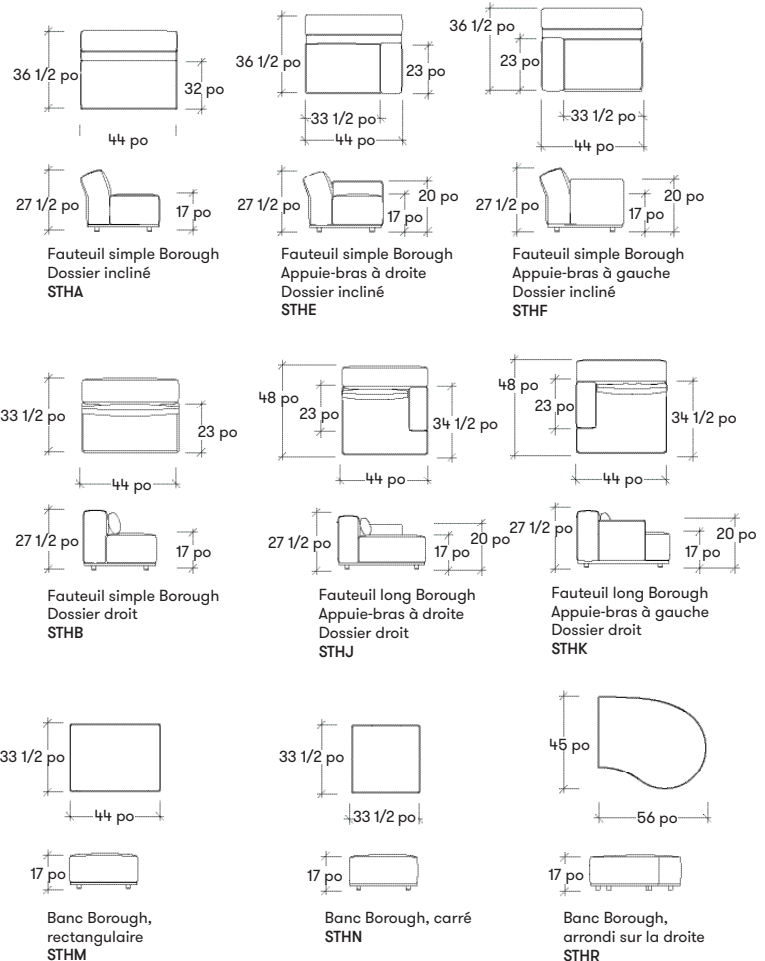 36 1/2 po
32 po
44 po
27 1/2 po
17 po
Fauteuil simple Borough
Dossier incliné
STHA
36 1/2 po
23 po
33 1/2 po
44 po
27 1/2 po
20 po
17 po
Fauteuil simple Borough
Appuie-bras à droite
Dossier incliné
STHE
36 1/2 po
23 po
33 1/2 po
44 po
27 1/2 po
20 po
17 po
Fauteuil simple Borough
Appuie-bras à gauche
Dossier incliné
STHF
33 1/2 po
23 po
44 po
27 1/2 po
17 po
Fauteuil simple Borough
Dossier droit
STHB
48 po
23 po
34 1/2 po
44 po
27 1/2 po
17 po
20 po
Fauteuil long Borough
Appuie-bras à droite
Dossier droit
STHJ
48 po
23 po
34 1/2 po
44 po
27 1/2 po
17 po
20 po
Fauteuil long Borough
Appuie-bras à gauche
Dossier droit
STHK
33 1/2 po
44 po
17 po
Banc Borough,
rectangulaire
STHM
33 1/2 po
33 1/2 po
17 po
Banc Borough, carré
STHN
45 po
56 po
17 po
Banc Borough,
arrondi sur la droite
STHR